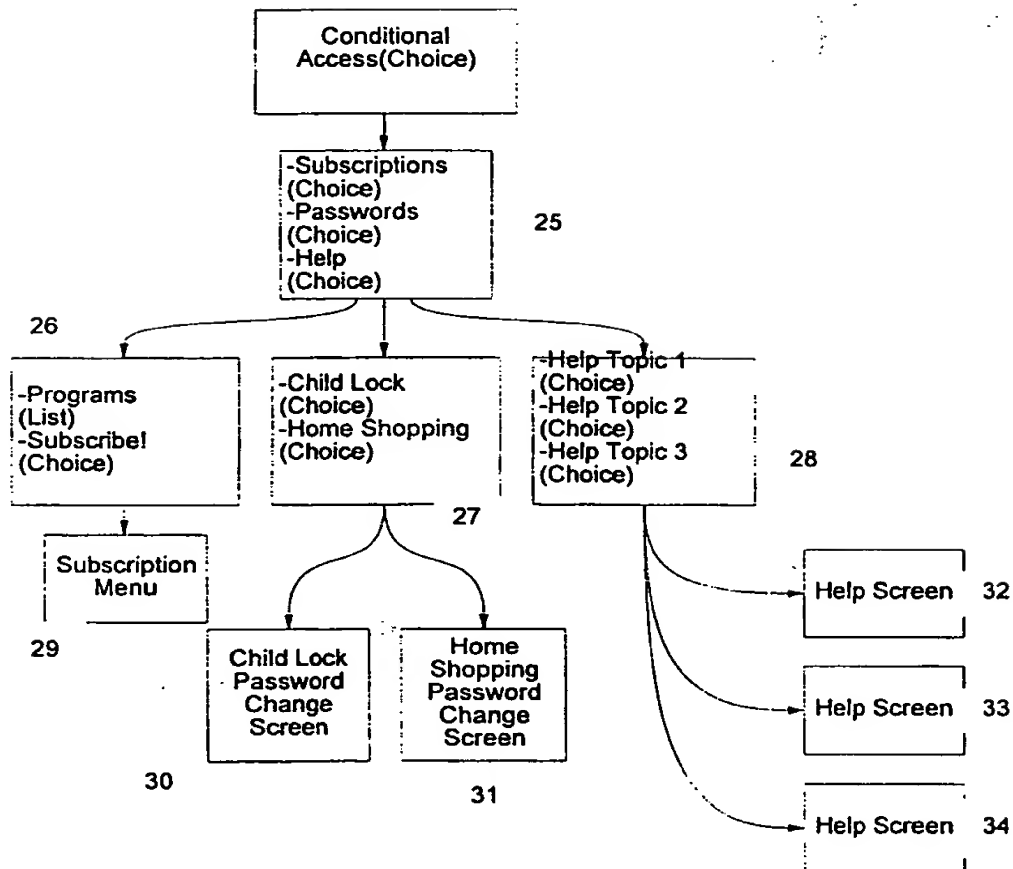 Conditional
Access(Choice)
-Subscriptions
(Choice)
-Passwords
(Choice)
-Help
(Choice)
25
26
-Programs
(List)
-Subscribe!
(Choice)
-Child Lock
(Choice)
-Home Shopping
(Choice)
27
-Help Topic 1
(Choice)
-Help Topic 2
(Choice)
-Help Topic 3
(Choice)
28
Subscription
Menu
29
Child Lock
Password
Change
Screen
30
Home
Shopping
Password
Change
Screen
31
Help Screen
32
Help Screen
33
Help Screen
34